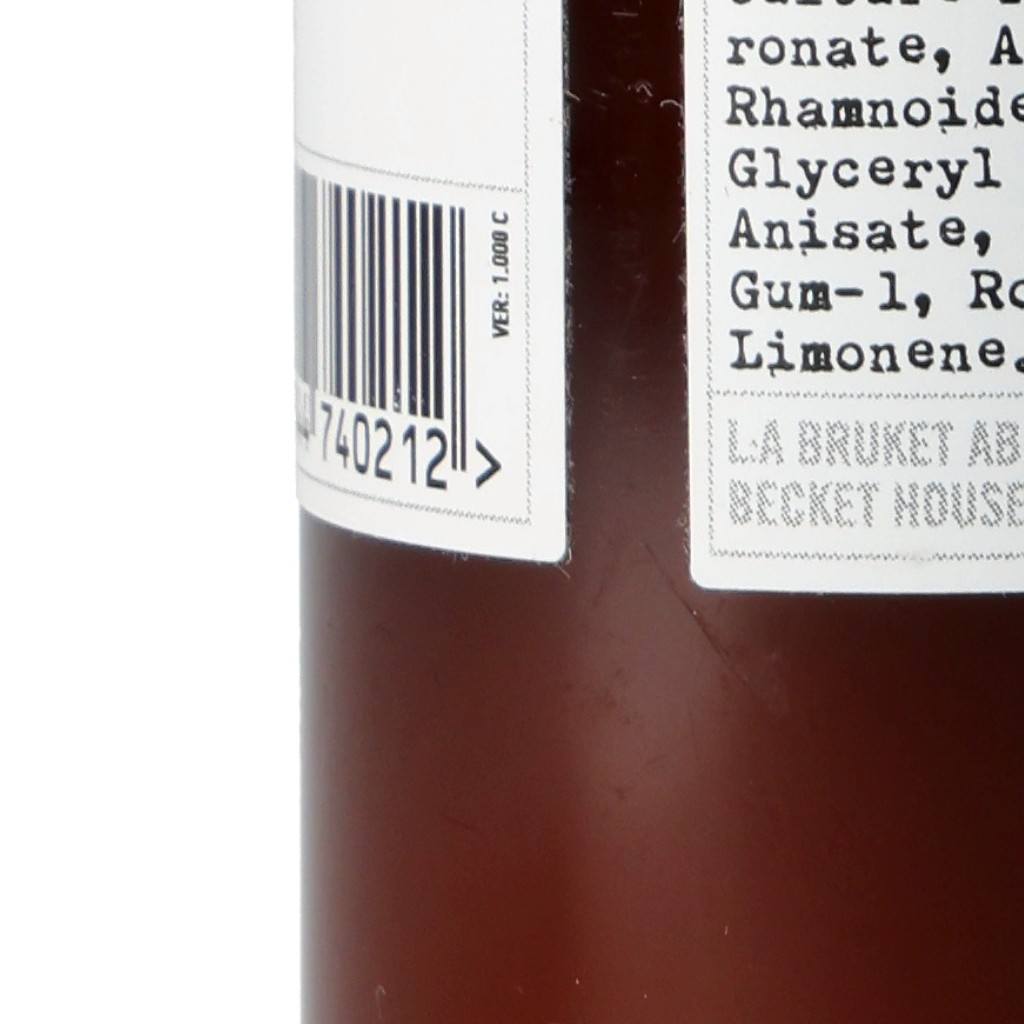 740212 >
VER: 1.000 C
ronate, A
Rhamnoide
Glyceryl
Anisate,
Gum-1, Ro
Limonene.
L:A BRUKET AB
BECKET HOUSE